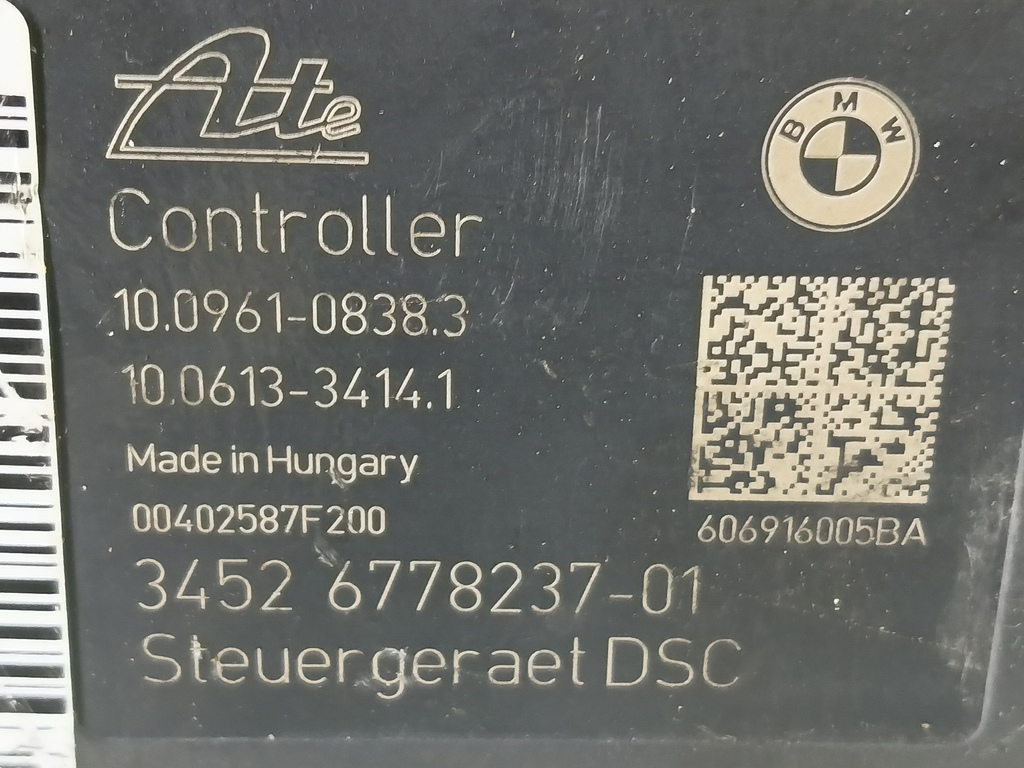 Ate
BMW
Controller
10.0961-0838.3
10.0613-3414.1
Made in Hungary
00402587F200
606916005BA
3452 6778237-01
Steuergeraet DSC